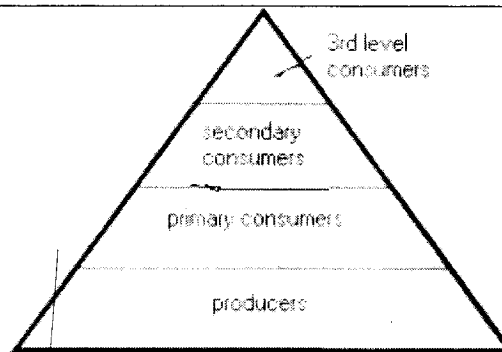 3rd level
consumers
secondary
consumers
primary consumers
producers